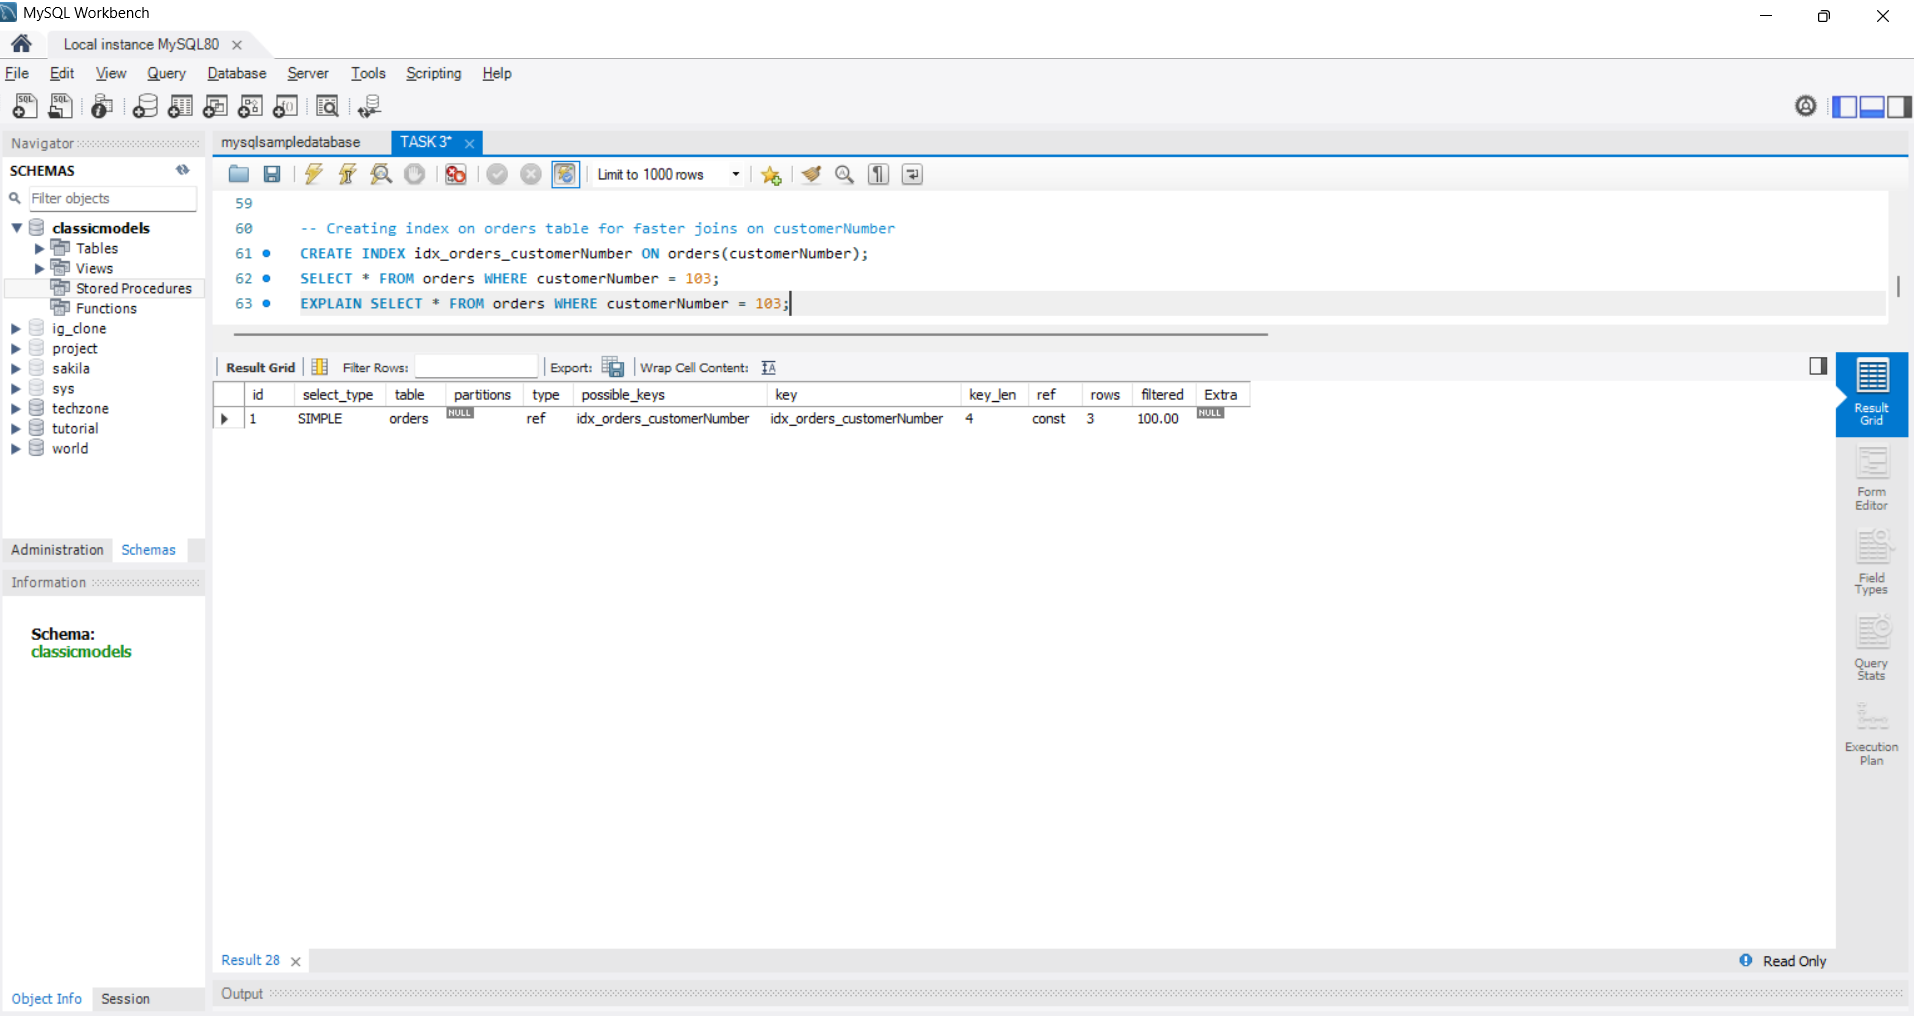 MySQL Workbench
Local instance MySQL80
File Edit View Query Database Server Tools Scripting Help
Navigator
SCHEMAS
Filter objects
classicmodels
Tables
Views
Stored Procedures
Functions
ig_clone
project
sakila
sys
techzone
tutorial
world
Administration Schemas
Information
Schema:
classicmodels
Object Info Session
mysqlsampledatabase TASK 3*
Limit to 1000 rows
59
60 -- Creating index on orders table for faster joins on customerNumber
61 CREATE INDEX idx_orders_customerNumber ON orders(customerNumber);
62 SELECT * FROM orders WHERE customerNumber = 103;
63 EXPLAIN SELECT * FROM orders WHERE customerNumber = 103;
Result Grid Filter Rows: Export: Wrap Cell Content:
id select_type table partitions type possible_keys key key_len ref rows filtered Extra
1 SIMPLE orders NULL ref idx_orders_customerNumber idx_orders_customerNumber 4 const 3 100.00 NULL
Result
Grid
Form
Editor
Field
Types
Query
Stats
Execution
Plan
Result 28
Read Only
Output